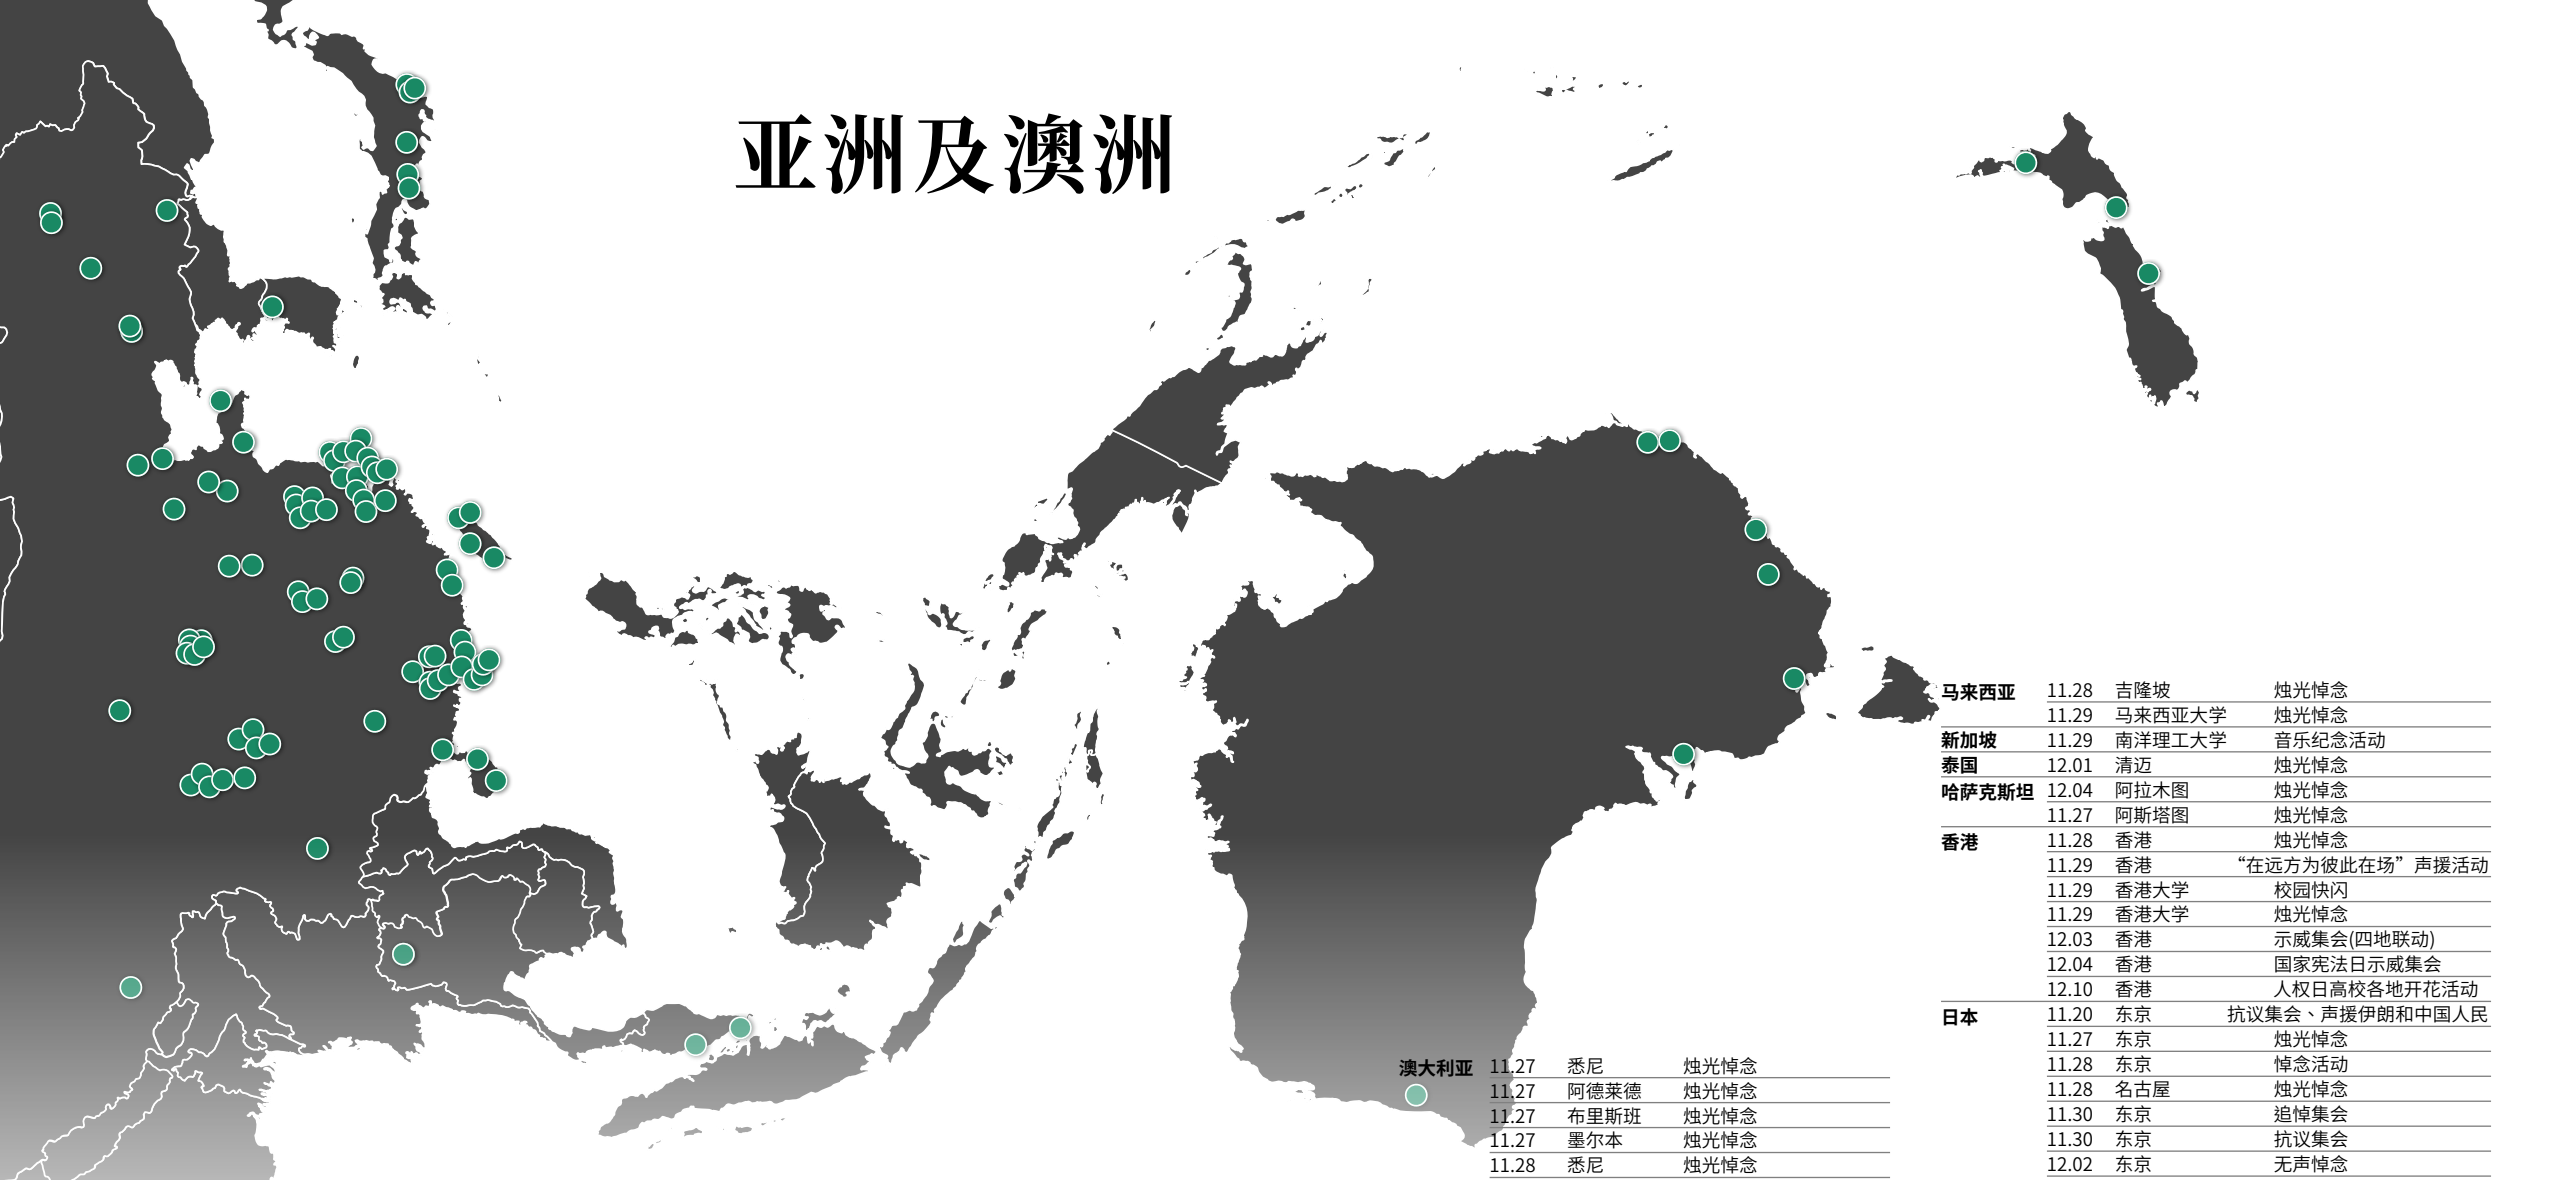 亚洲及澳洲
马来西亚 11.28 吉隆坡 烛光悼念
11.29 马来西亚大学 烛光悼念
新加坡 11.29 南洋理工大学 音乐纪念活动
泰国 12.01 清迈 烛光悼念
哈萨克斯坦 12.04 阿拉木图 烛光悼念
11.27 阿斯塔图 烛光悼念
香港 11.28 香港 烛光悼念
11.29 香港 “在远方为彼此在场”声援活动
11.29 香港大学 校园快闪
11.29 香港大学 烛光悼念
12.03 香港 示威集会(四地联动)
12.04 香港 国家宪法日示威集会
12.10 香港 人权日高校各地开花活动
日本 11.20 东京 抗议集会、声援伊朗和中国人民
11.27 东京 烛光悼念
11.28 东京 悼念活动
11.28 名古屋 烛光悼念
11.30 东京 追悼集会
11.30 东京 抗议集会
12.02 东京 无声悼念
澳大利亚 11.27 悉尼 烛光悼念
11.27 阿德莱德 烛光悼念
11.27 布里斯班 烛光悼念
11.27 墨尔本 烛光悼念
11.28 悉尼 烛光悼念